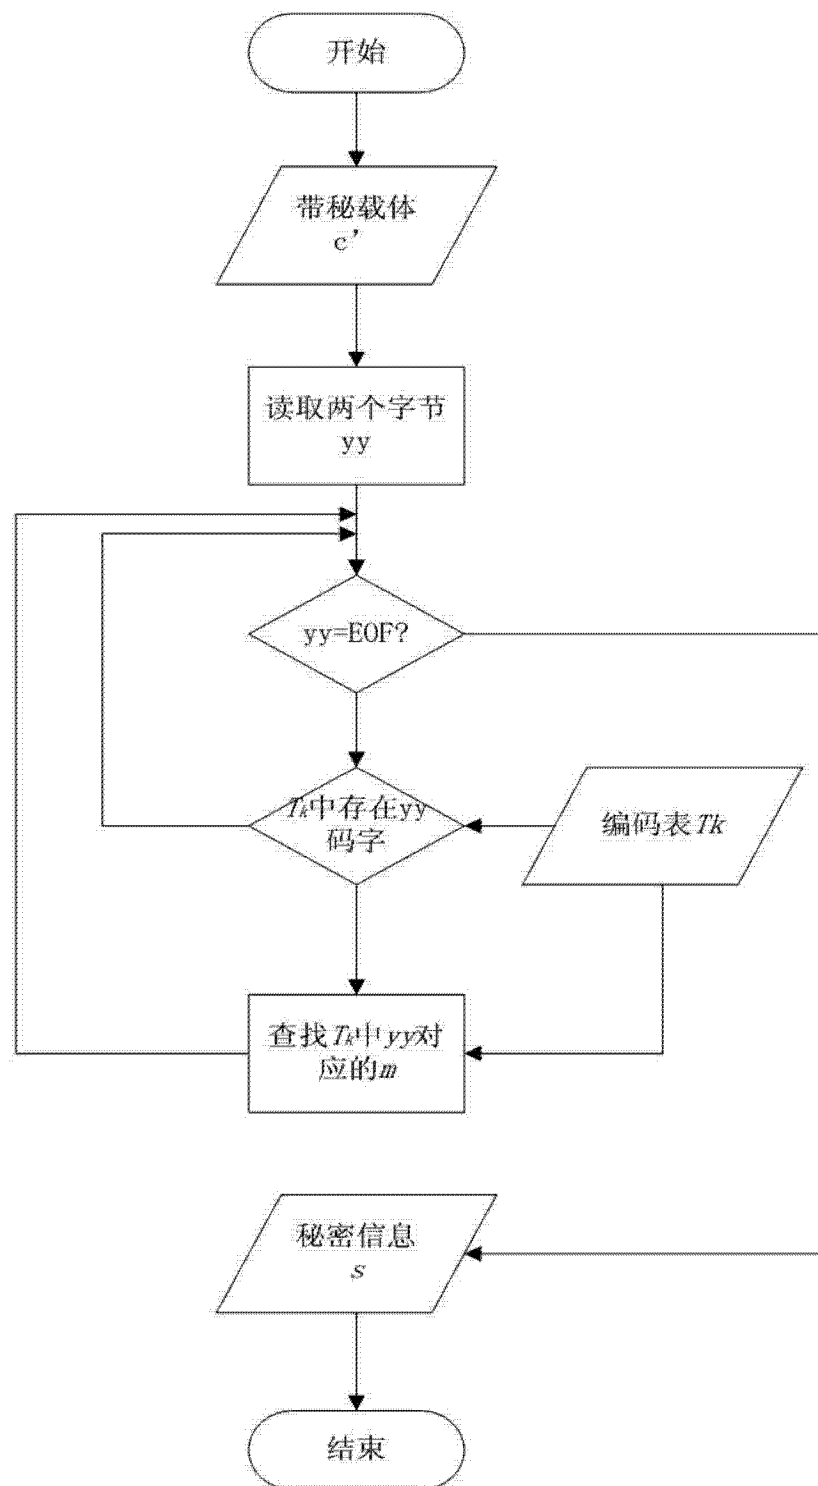 开始
带秘载体
c’
读取两个字节
yy
yy=EOF?
Tk中存在yy
码字
编码表Tk
查找Tk中yy对
应的m
秘密信息
s
结束